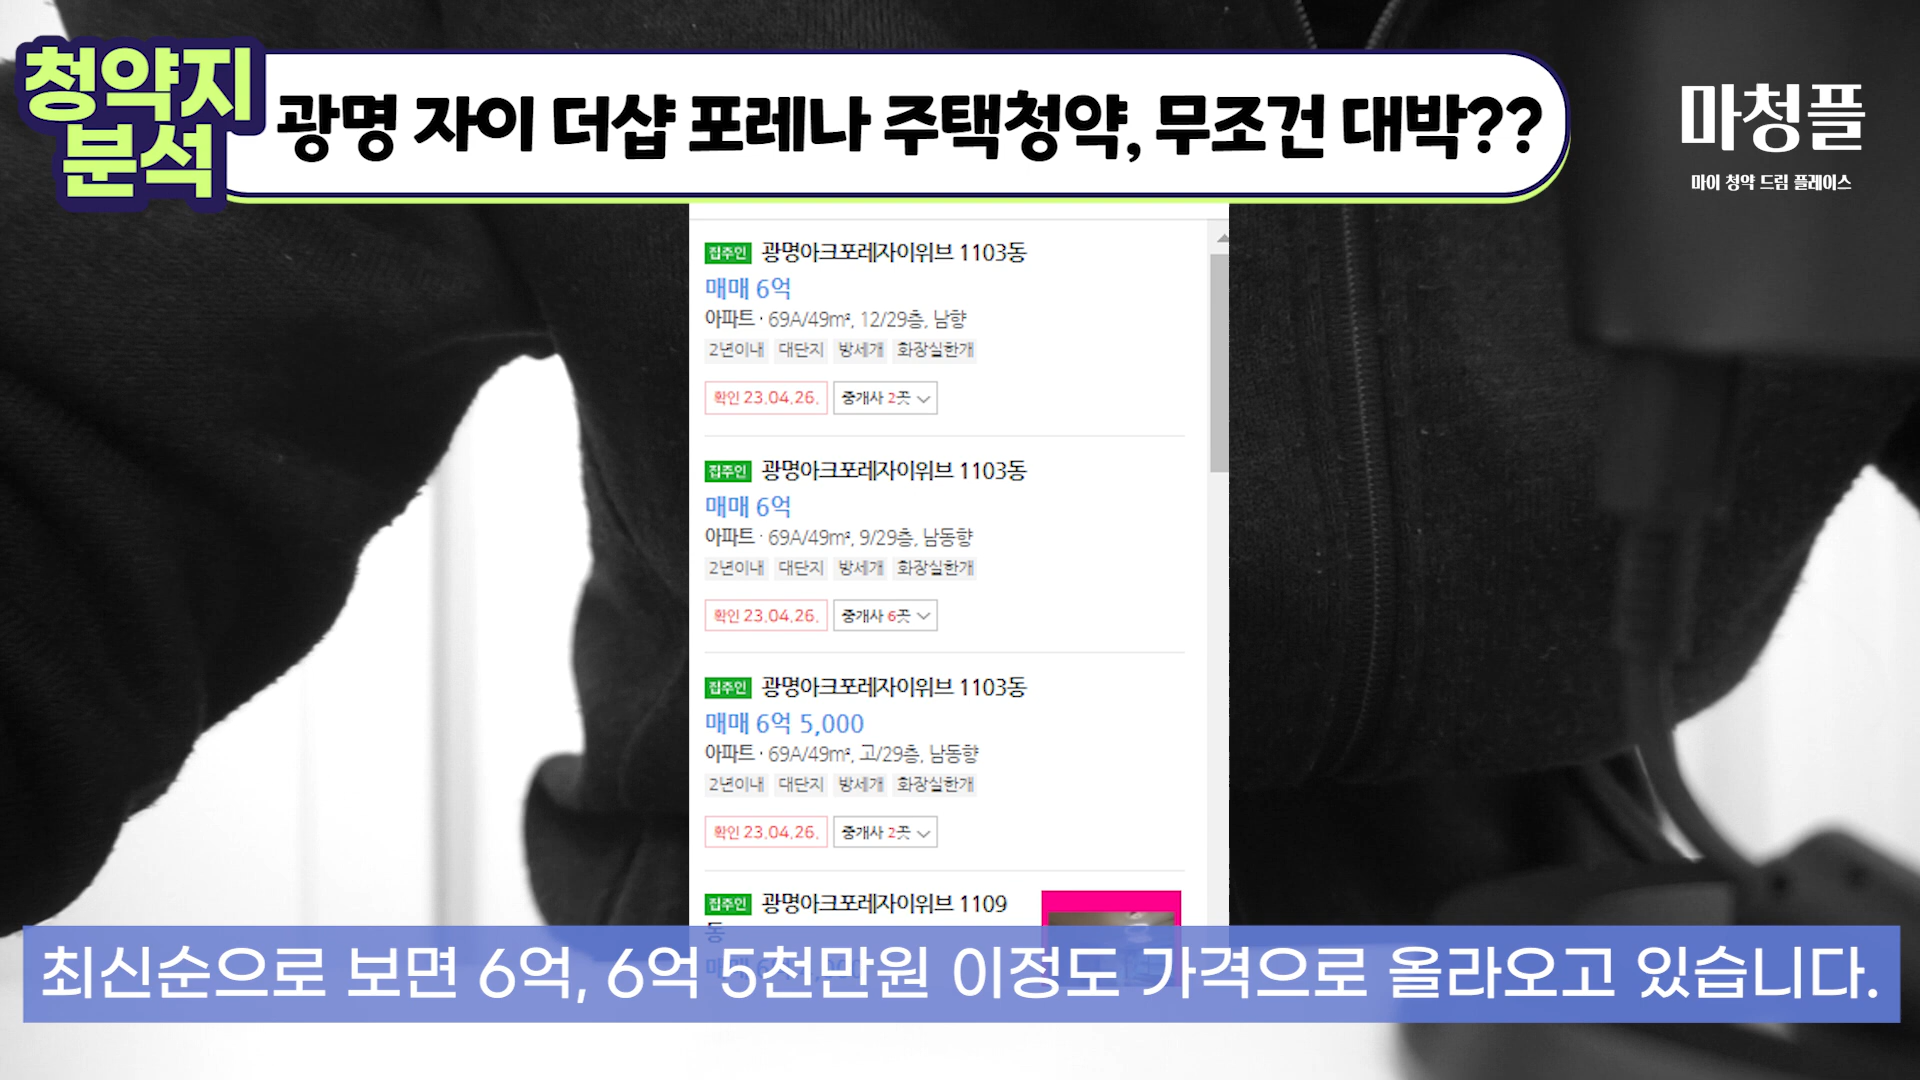 청약지
분석
광명 자이 더샵 포레나 주택청약, 무조건 대박??
마청플
마이 청약 드림 플레이스
집주인 광명아크포레자이위브 1103동
매매 6억
아파트 · 69A/49m², 12/29층, 남향
2년이내 대단지 방세개 화장실한개
확인 23.04.26. 중개사 2곳
집주인 광명아크포레자이위브 1103동
매매 6억
아파트 · 69A/49m², 9/29층, 남동향
2년이내 대단지 방세개 화장실한개
확인 23.04.26. 중개사 6곳
집주인 광명아크포레자이위브 1103동
매매 6억 5,000
아파트 · 69A/49m², 고/29층, 남동향
2년이내 대단지 방세개 화장실한개
확인 23.04.26. 중개사 2곳
집주인 광명아크포레자이위브 1109
동
최신순으로 보면 6억, 6억 5천만원 이정도 가격으로 올라오고 있습니다.